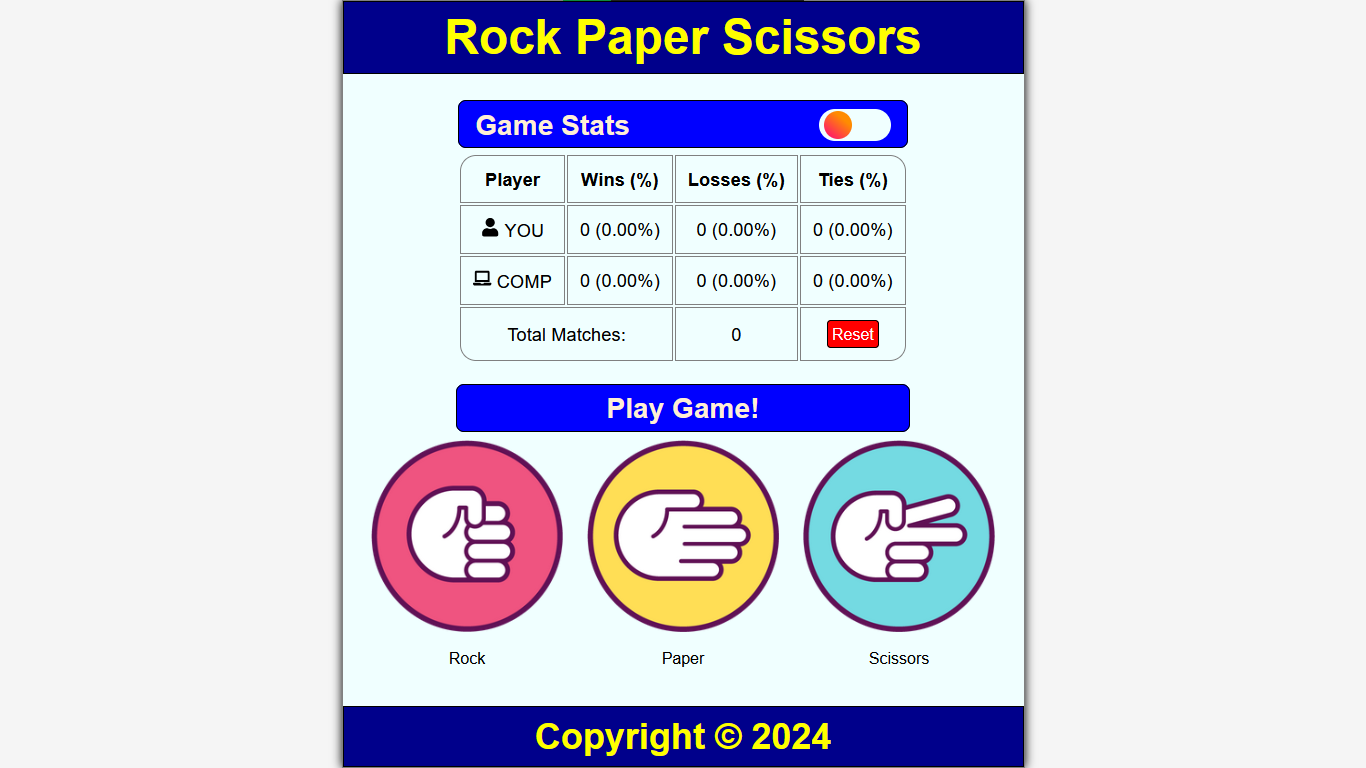 Rock Paper Scissors
Game Stats
Player Wins (%) Losses (%) Ties (%)
YOU 0 (0.00%) 0 (0.00%) 0 (0.00%)
COMP 0 (0.00%) 0 (0.00%) 0 (0.00%)
Total Matches: 0 Reset
Play Game!
Rock Paper Scissors
Copyright © 2024